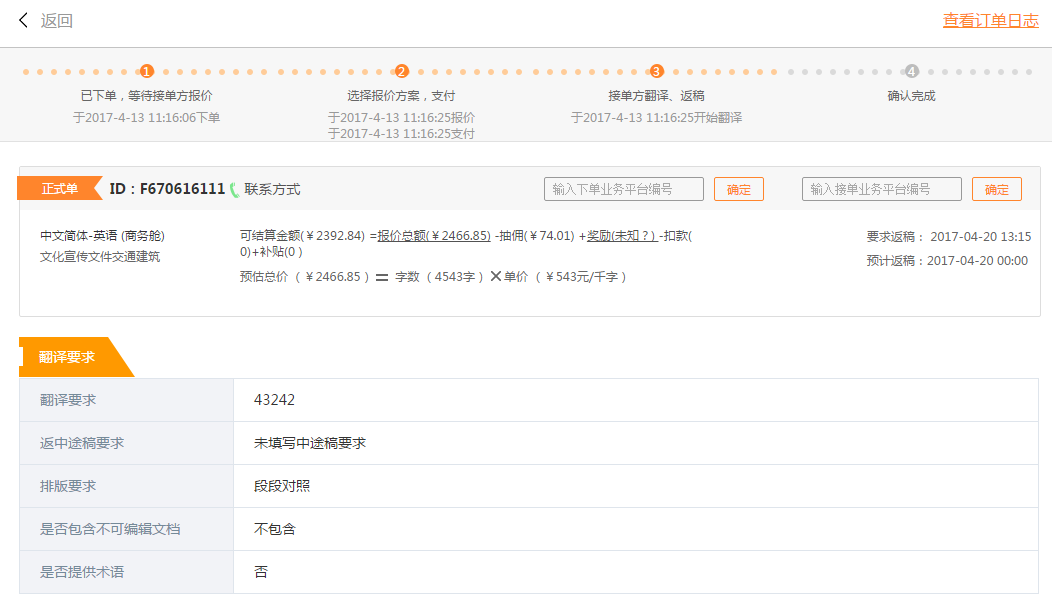 返回
查看订单日志
1
2
3
4
已下单，等待接单方报价
选择报价方案，支付
接单方翻译、返稿
确认完成
于2017-4-13 11:16:06下单
于2017-4-13 11:16:25报价
于2017-4-13 11:16:25开始翻译
于2017-4-13 11:16:25支付
正式单
ID：F670616111
联系方式
输入下单业务平台编号
确定
输入接单业务平台编号
确定
中文简体-英语 (商务舱)
文化宣传文件交通建筑
可结算金额(￥2392.84) =报价总额(￥2466.85) -抽佣(￥74.01) +奖励(未知？) -扣款(
0)+补贴(0 )
预估总价（￥2466.85 ）= 字数（ 4543字 ）×单价（ ￥543元/千字 ）
要求返稿： 2017-04-20 13:15
预计返稿：2017-04-20 00:00
翻译要求
翻译要求
43242
返中途稿要求
未填写中途稿要求
排版要求
段段对照
是否包含不可编辑文档
不包含
是否提供术语
否